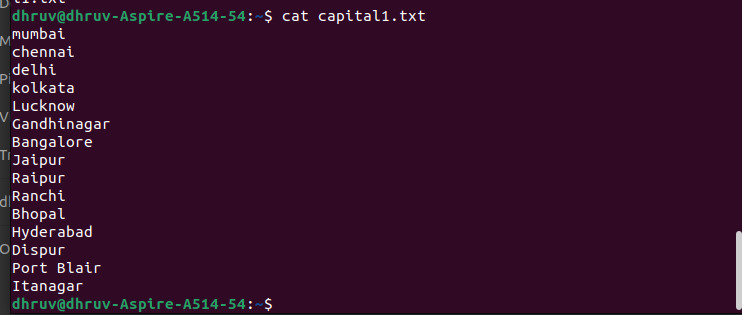 dhruv@dhruv-Aspire-A514-54:~$ cat capital1.txt
mumbai
chennai
delhi
kolkata
Lucknow
Gandhinagar
Bangalore
Jaipur
Raipur
Ranchi
Bhopal
Hyderabad
Dispur
Port Blair
Itanagar
dhruv@dhruv-Aspire-A514-54:~$